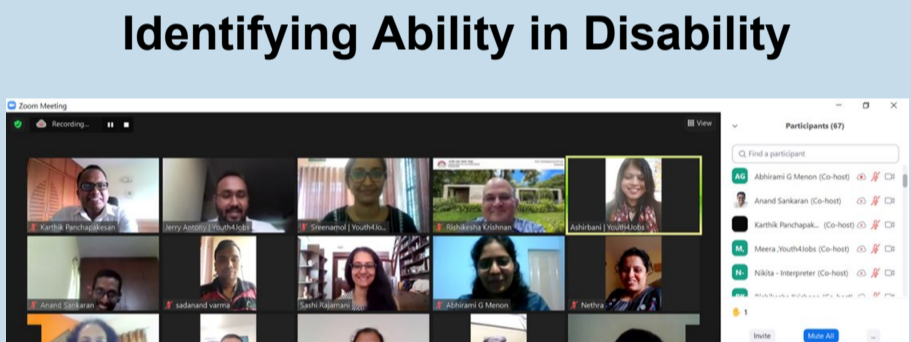 Identifying Ability in Disability
Zoom Meeting
Recording...
View
Participants (67)
Find a participant
Karthik Panchapakesan
Jerry Antony | Youth4Jobs
Sreenamol | Youth4Jo...
Rishikesha Krishnan
Ashirbani | Youth4Jobs
Anand Sankaran
sadanand varma
Sashi Rajamani
Abhirami G Menon
Nethra
AG Abhirami G Menon (Co-host)
Anand Sankaran (Co-host)
Karthik Panchapak... (Co-host)
M. Meera ,Youth4Jobs (Co-host)
N- Nikita - Interpreter (Co-host)
1
Invite
Mute All
...